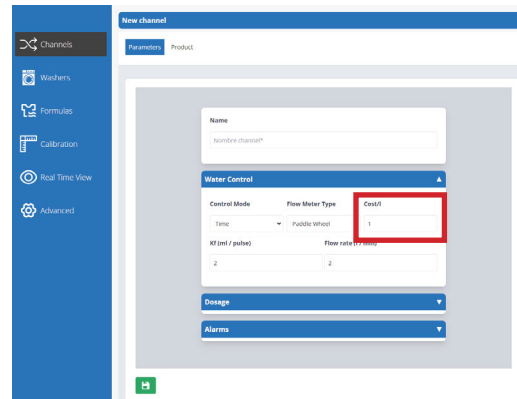 New channel
Channels
Washers
Formulas
Calibration
Real Time View
Advanced
Parameters Product
Name
Nombre channel*
Water Control
Control Mode Flow Meter Type Cost/l
Time Paddle Wheel 1
Kf (ml / pulse) Flow rate
2 2
Dosage
Alarms